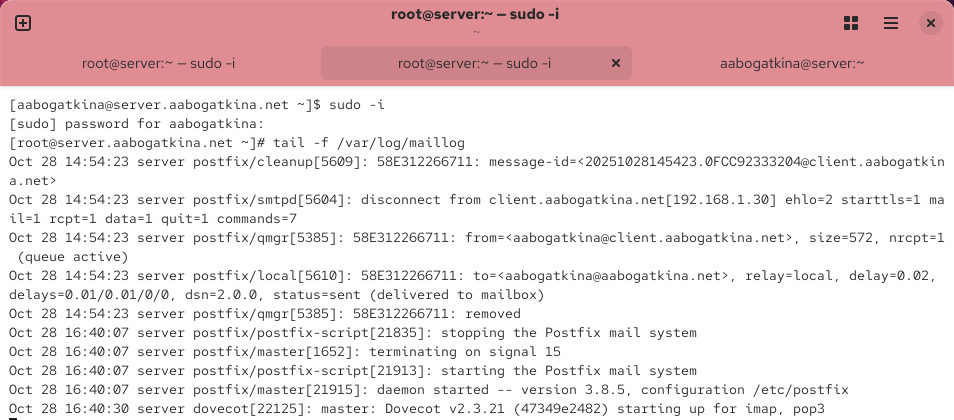 root@server:~ — sudo -i
~
root@server:~ — sudo -i
root@server:~ — sudo -i
aabogatkina@server:~
[aabogatkina@server.aabogatkina.net ~]$ sudo -i
[sudo] password for aabogatkina:
[root@server.aabogatkina.net ~]# tail -f /var/log/maillog
Oct 28 14:54:23 server postfix/cleanup[5609]: 58E312266711: message-id=<20251028145423.0FCC92333204@client.aabogatkin
a.net>
Oct 28 14:54:23 server postfix/smtpd[5604]: disconnect from client.aabogatkina.net[192.168.1.30] ehlo=2 starttls=1 ma
il=1 rcpt=1 data=1 quit=1 commands=7
Oct 28 14:54:23 server postfix/qmgr[5385]: 58E312266711: from=<aabogatkina@client.aabogatkina.net>, size=572, nrcpt=1
 (queue active)
Oct 28 14:54:23 server postfix/local[5610]: 58E312266711: to=<aabogatkina@aabogatkina.net>, relay=local, delay=0.02,
delays=0.01/0.01/0/0, dsn=2.0.0, status=sent (delivered to mailbox)
Oct 28 14:54:23 server postfix/qmgr[5385]: 58E312266711: removed
Oct 28 16:40:07 server postfix/postfix-script[21835]: stopping the Postfix mail system
Oct 28 16:40:07 server postfix/master[1652]: terminating on signal 15
Oct 28 16:40:07 server postfix/postfix-script[21913]: starting the Postfix mail system
Oct 28 16:40:07 server postfix/master[21915]: daemon started -- version 3.8.5, configuration /etc/postfix
Oct 28 16:40:30 server dovecot[22125]: master: Dovecot v2.3.21 (47349e2482) starting up for imap, pop3